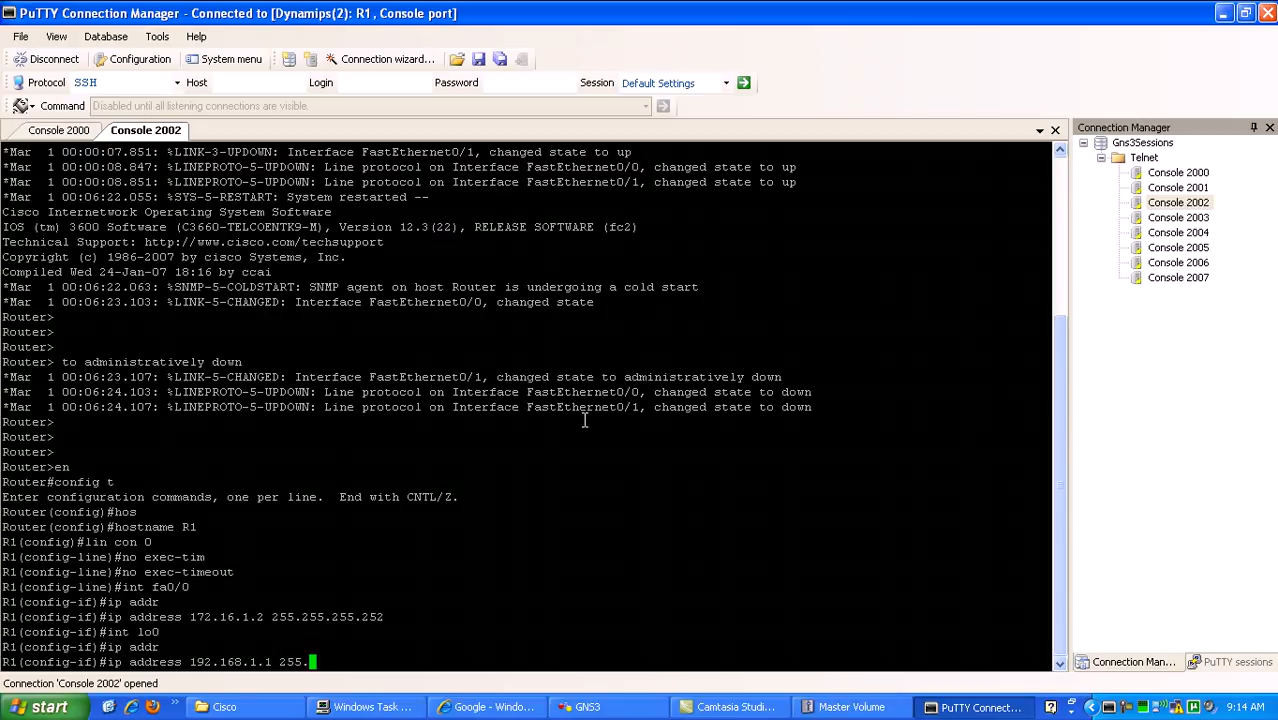 PuTTY Connection Manager - Connected to [Dynamips(2): R1 , Console port]
File View Database Tools Help
Disconnect Configuration System menu Connection wizard...
Protocol SSH Host Login Password Session Default Settings
Command Disabled until all listening connections are visible.
Console 2000 Console 2002
*Mar  1 00:00:07.851: %LINK-3-UPDOWN: Interface FastEthernet0/1, changed state to up
*Mar  1 00:00:08.847: %LINEPROTO-5-UPDOWN: Line protocol on Interface FastEthernet0/0, changed state to up
*Mar  1 00:00:08.851: %LINEPROTO-5-UPDOWN: Line protocol on Interface FastEthernet0/1, changed state to up
*Mar  1 00:06:22.055: %SYS-5-RESTART: System restarted --
Cisco Internetwork Operating System Software
IOS (tm) 3600 Software (C3660-TELCOENTK9-M), Version 12.3(22), RELEASE SOFTWARE (fc2)
Technical Support: http://www.cisco.com/techsupport
Copyright (c) 1986-2007 by cisco Systems, Inc.
Compiled Wed 24-Jan-07 18:16 by ccai
*Mar  1 00:06:22.063: %SNMP-5-COLDSTART: SNMP agent on host Router is undergoing a cold start
*Mar  1 00:06:23.103: %LINK-5-CHANGED: Interface FastEthernet0/0, changed state
Router>
Router>
Router>
Router> to administratively down
*Mar  1 00:06:23.107: %LINK-5-CHANGED: Interface FastEthernet0/1, changed state to administratively down
*Mar  1 00:06:24.103: %LINEPROTO-5-UPDOWN: Line protocol on Interface FastEthernet0/0, changed state to down
*Mar  1 00:06:24.107: %LINEPROTO-5-UPDOWN: Line protocol on Interface FastEthernet0/1, changed state to down
Router>
Router>
Router>
Router>en
Router#config t
Enter configuration commands, one per line.  End with CNTL/Z.
Router(config)#hos
Router(config)#hostname R1
R1(config)#lin con 0
R1(config-line)#no exec-tim
R1(config-line)#no exec-timeout
R1(config-line)#int fa0/0
R1(config-if)#ip addr
R1(config-if)#ip address 172.16.1.2 255.255.255.252
R1(config-if)#int lo0
R1(config-if)#ip addr
R1(config-if)#ip address 192.168.1.1 255.
Connection Manager
Gns3Sessions
Telnet
Console 2000
Console 2001
Console 2002
Console 2003
Console 2004
Console 2005
Console 2006
Console 2007
Connection Man... PuTTY sessions
Connection 'Console 2002' opened
start Cisco Windows Task ... Google - Windo... GNS3 Camtasia Studi... Master Volume PuTTY Connecti... 9:14 AM